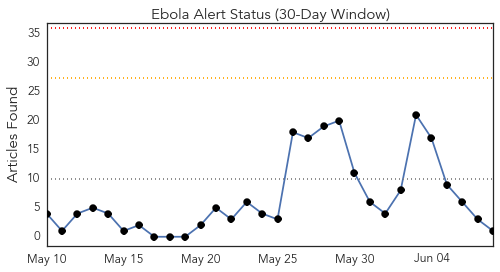 Ebola Alert Status (30-Day Window)
Articles Found
35
30
25
20
15
10
5
0
May 10
May 15
May 20
May 25
May 30
Jun 04